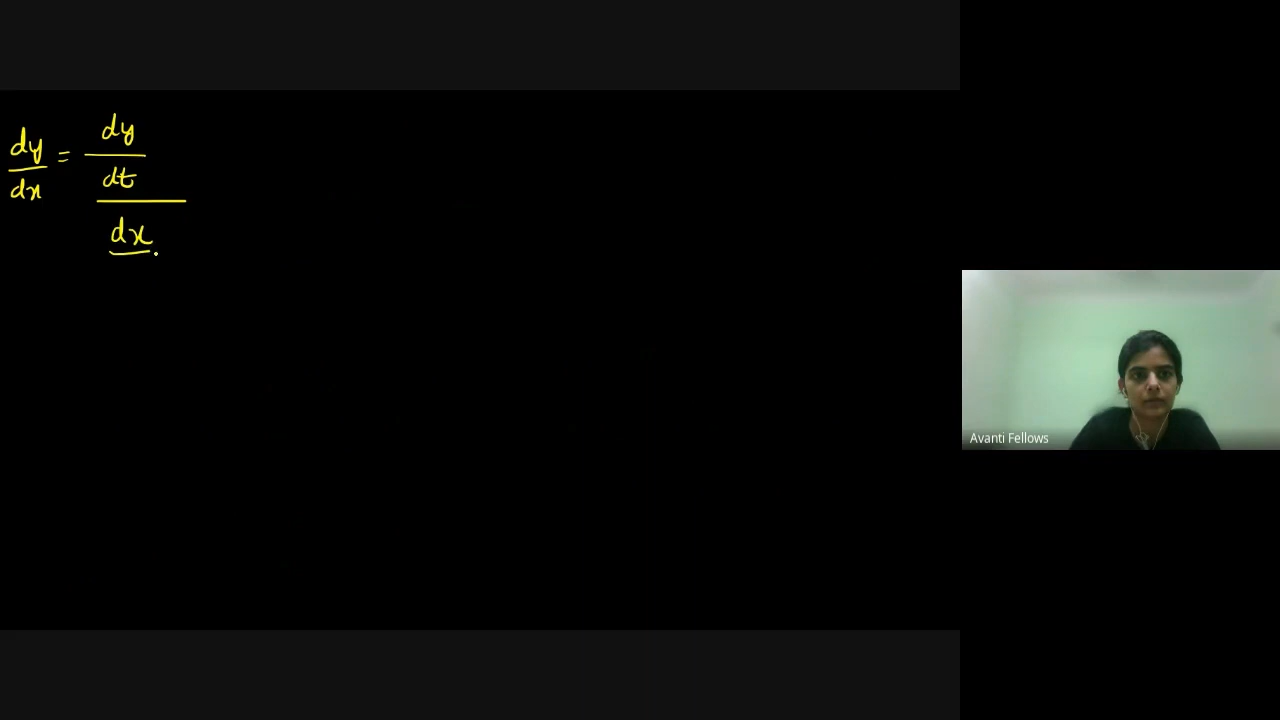 dy/dx = dy/dt
dx
Avanti Fellows